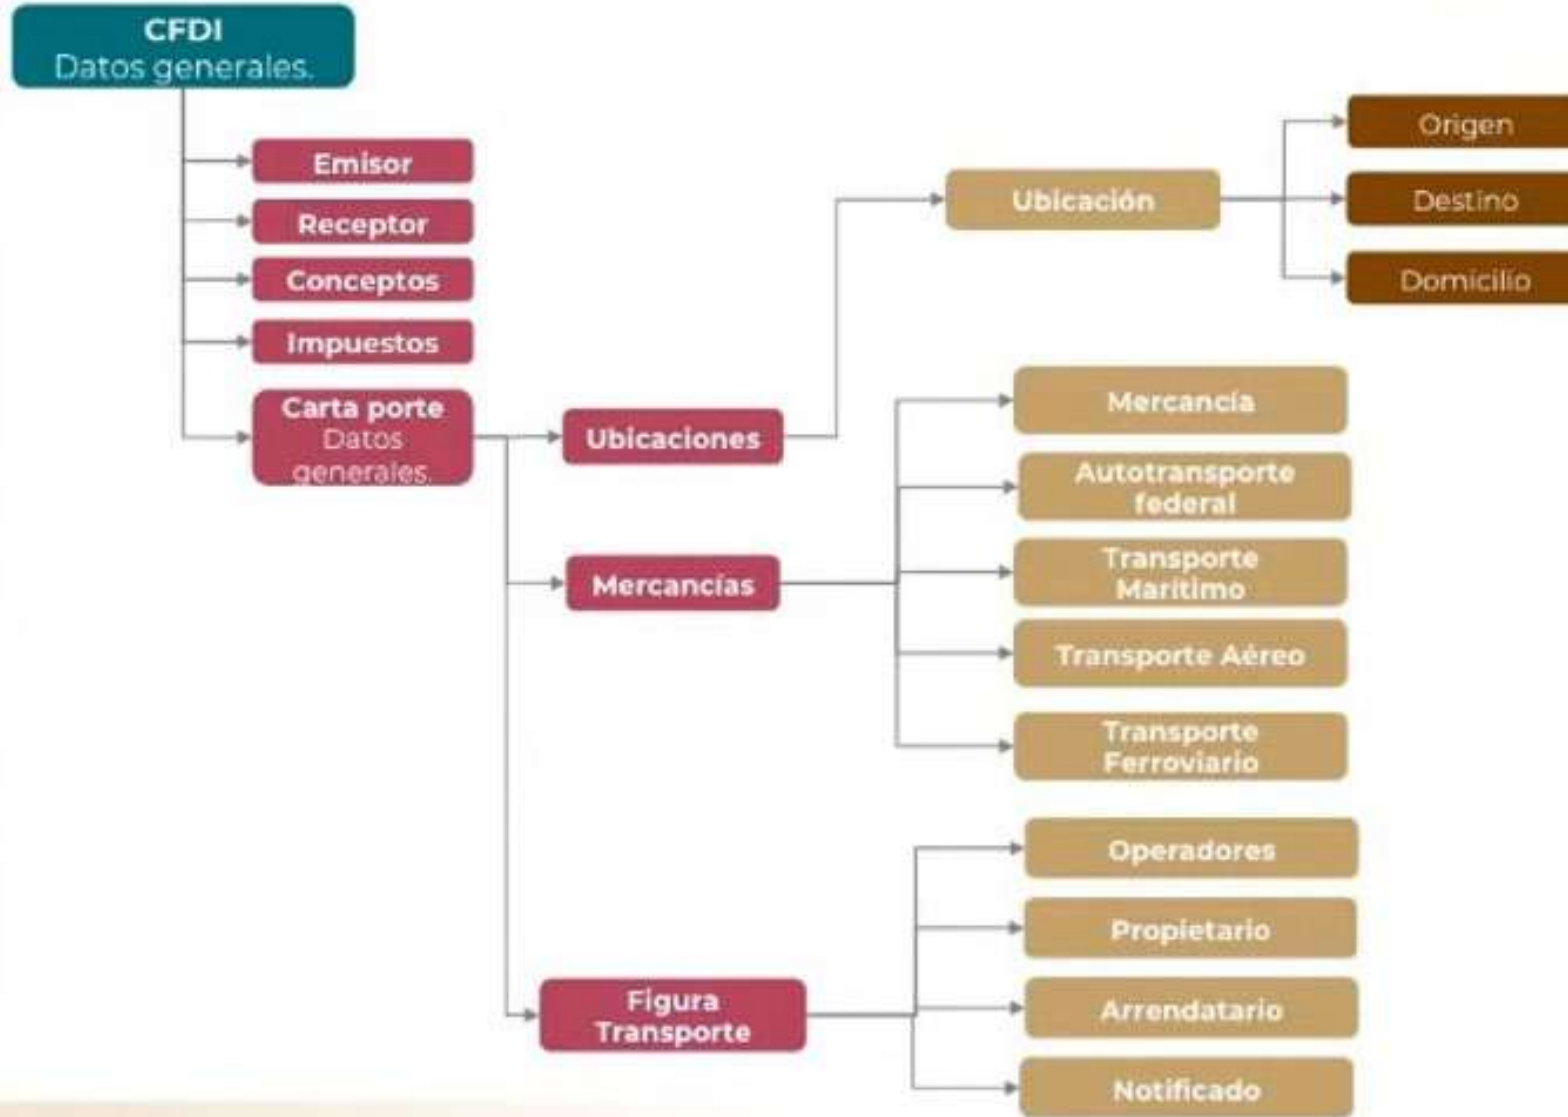 CFDI
Datos generales.
Emisor
Receptor
Conceptos
Impuestos
Carta porte
Datos
generales.
Ubicaciones
Mercancías
Figura
Transporte
Ubicación
Origen
Destino
Domicilio
Mercancía
Autotransporte
federal
Transporte
Marítimo
Transporte Aéreo
Transporte
Ferroviario
Operadores
Propietario
Arrendatario
Notificado